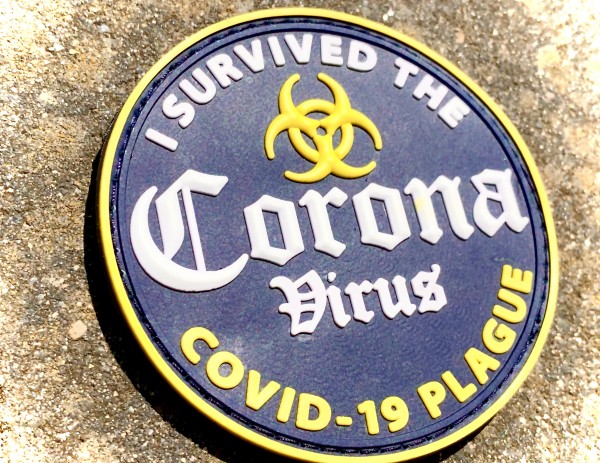 I SURVIVED THE
Corona
Virus
COVID-19 PLAGUE